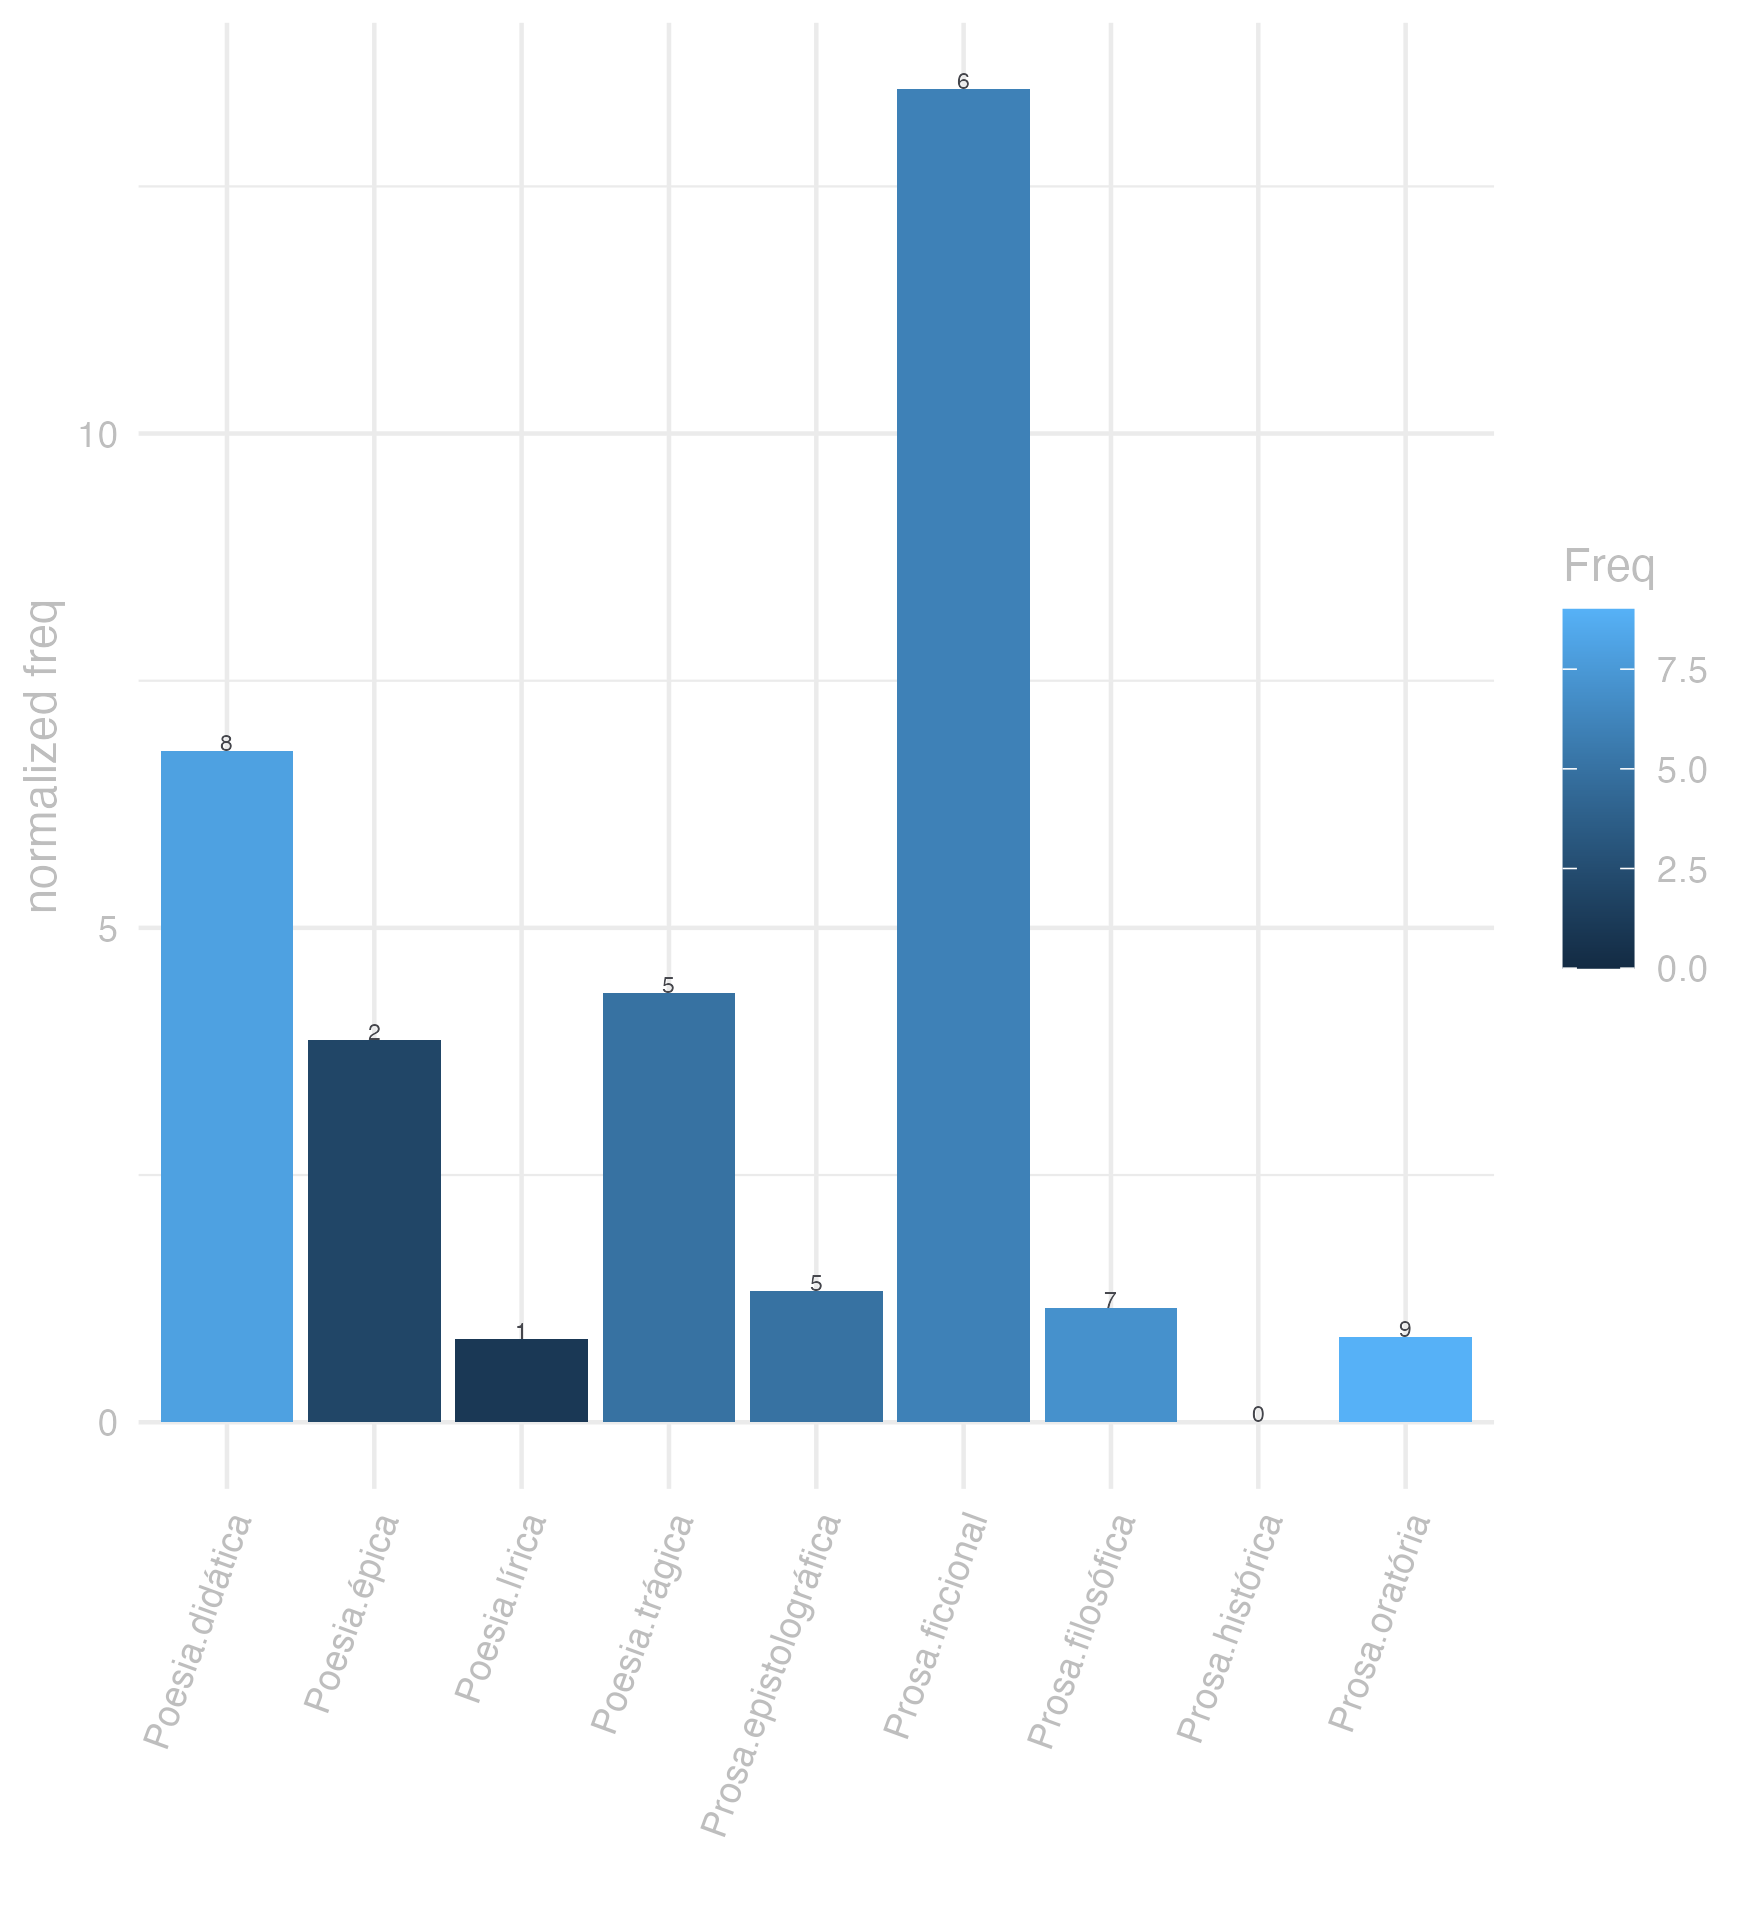 normalized freq
10
5
0
8
2
1
5
5
6
7
0
9
Poesia.didática
Poesia.épica
Poesia.lírica
Poesia.trágica
Prosa.epistolográfica
Prosa.ficcional
Prosa.filosófica
Prosa.histórica
Prosa.oratória
Freq
7.5
5.0
2.5
0.0